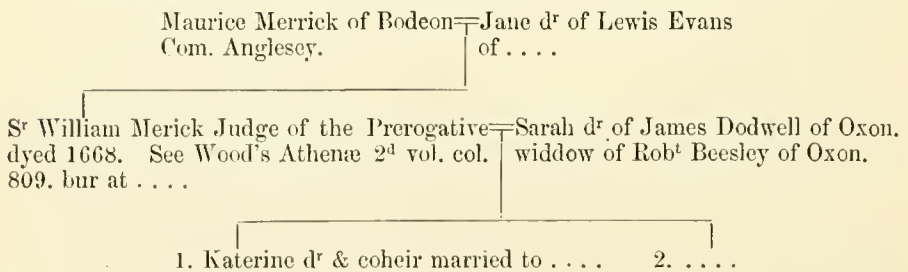 Maurice Merrick of Bodeon
Com. Anglesey.
Jane dʳ of Lewis Evans
of . . . .
Sʳ William Merick Judge of the Prerogative
dyed 1668. See Wood's Athenæ 2ᵈ vol. col.
809. bur at . . . .
Sarah dʳ of James Dodwell of Oxon.
widdow of Robᵗ Beesley of Oxon.
1. Katerine dʳ & coheir married to . . . . 2. . . . .